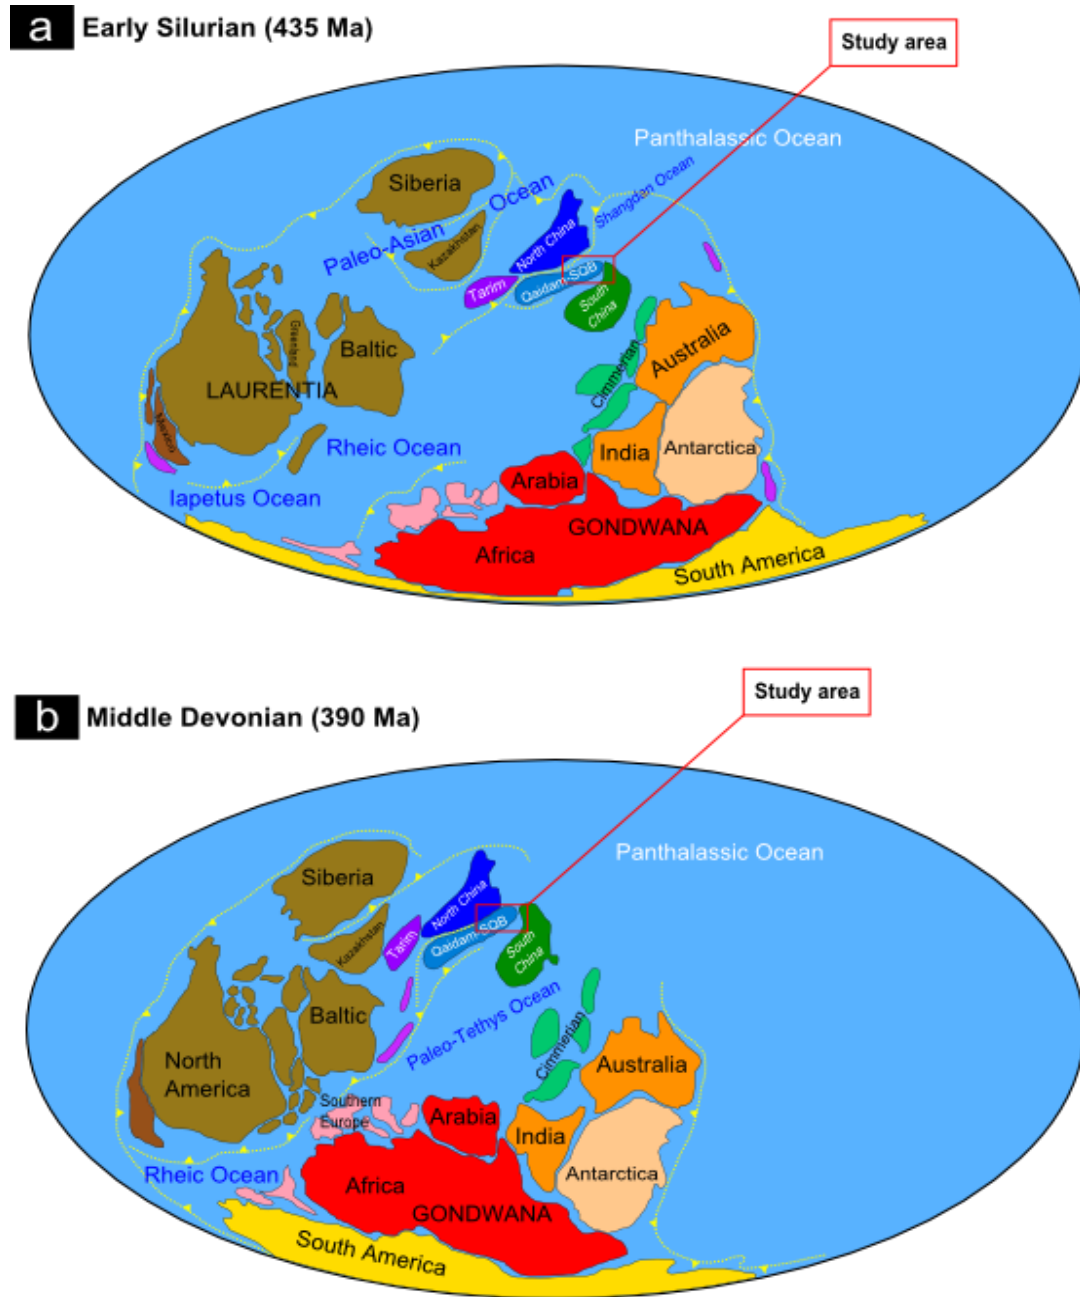 a Early Silurian (435 Ma)
Study area
Panthalassic Ocean
Siberia
Paleo-Asian Ocean
Shangdan Ocean
Kazakhstan
North China
Tarim
Qaidam-SQB
South
China
Greenland
Baltic
LAURENTIA
Mexico
Cimmerian
Australia
Rheic Ocean
India
Antarctica
Iapetus Ocean
Arabia
GONDWANA
Africa
South America
b Middle Devonian (390 Ma)
Study area
Panthalassic Ocean
Siberia
North China
Kazakhstan
Tarim
Qaidam-SQB
South
China
Baltic
Paleo-Tethys Ocean
Cimmerian
North
America
Australia
Southern
Europe
Arabia
India
Rheic Ocean
Africa
Antarctica
GONDWANA
South America